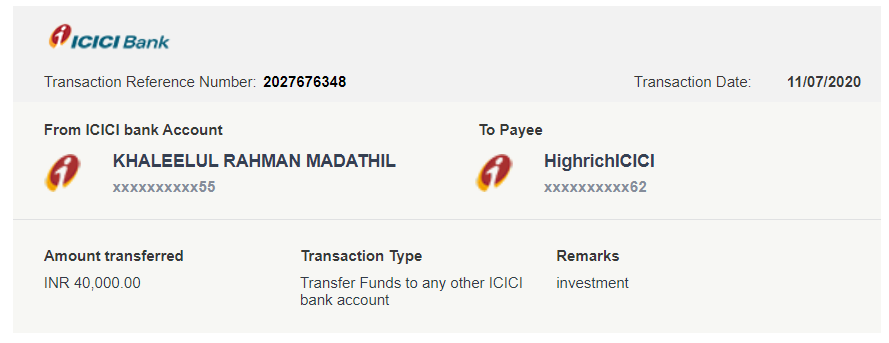 ICICI Bank
Transaction Reference Number: 2027676348
Transaction Date: 11/07/2020
From ICICI bank Account
To Payee
KHALEELUL RAHMAN MADATHIL
HighrichICICI
xxxxxxxxxx55
xxxxxxxxxx62
Amount transferred
Transaction Type
Remarks
INR 40,000.00
Transfer Funds to any other ICICI
bank account
investment